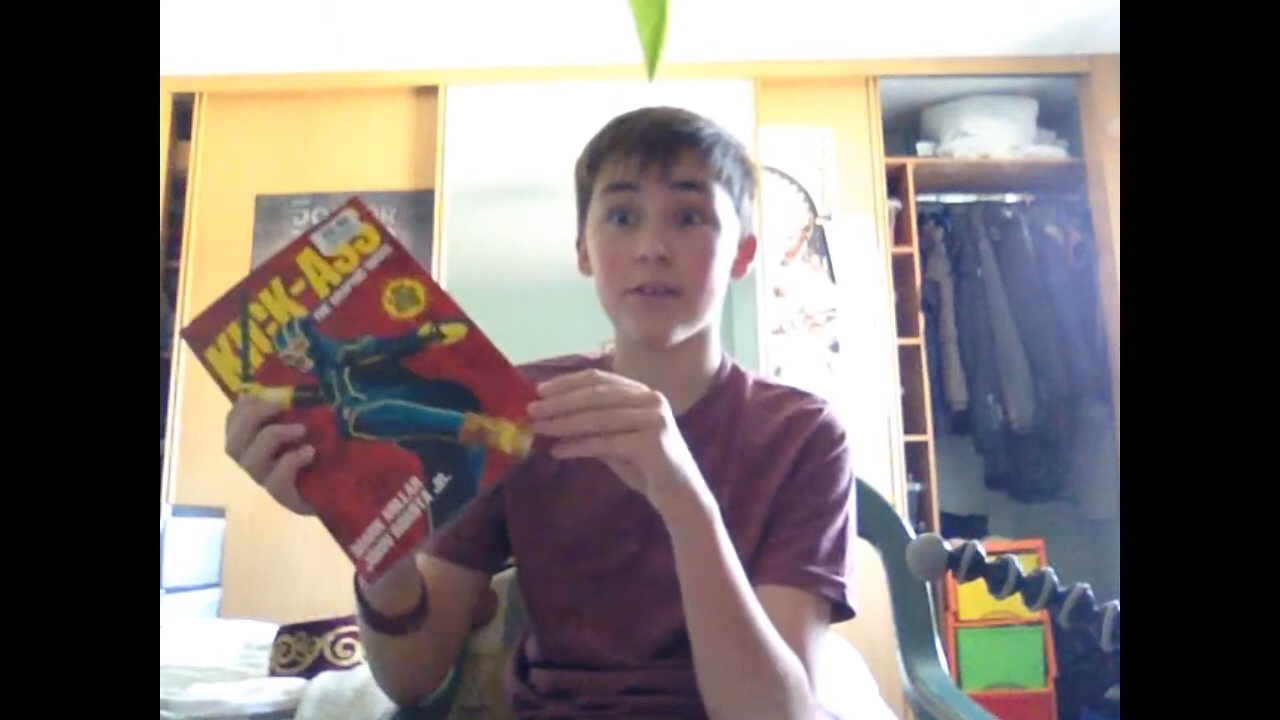 KICK-ASS
THE GRAPHIC NOVEL
MARK MILLAR
JOHN ROMITA JR.